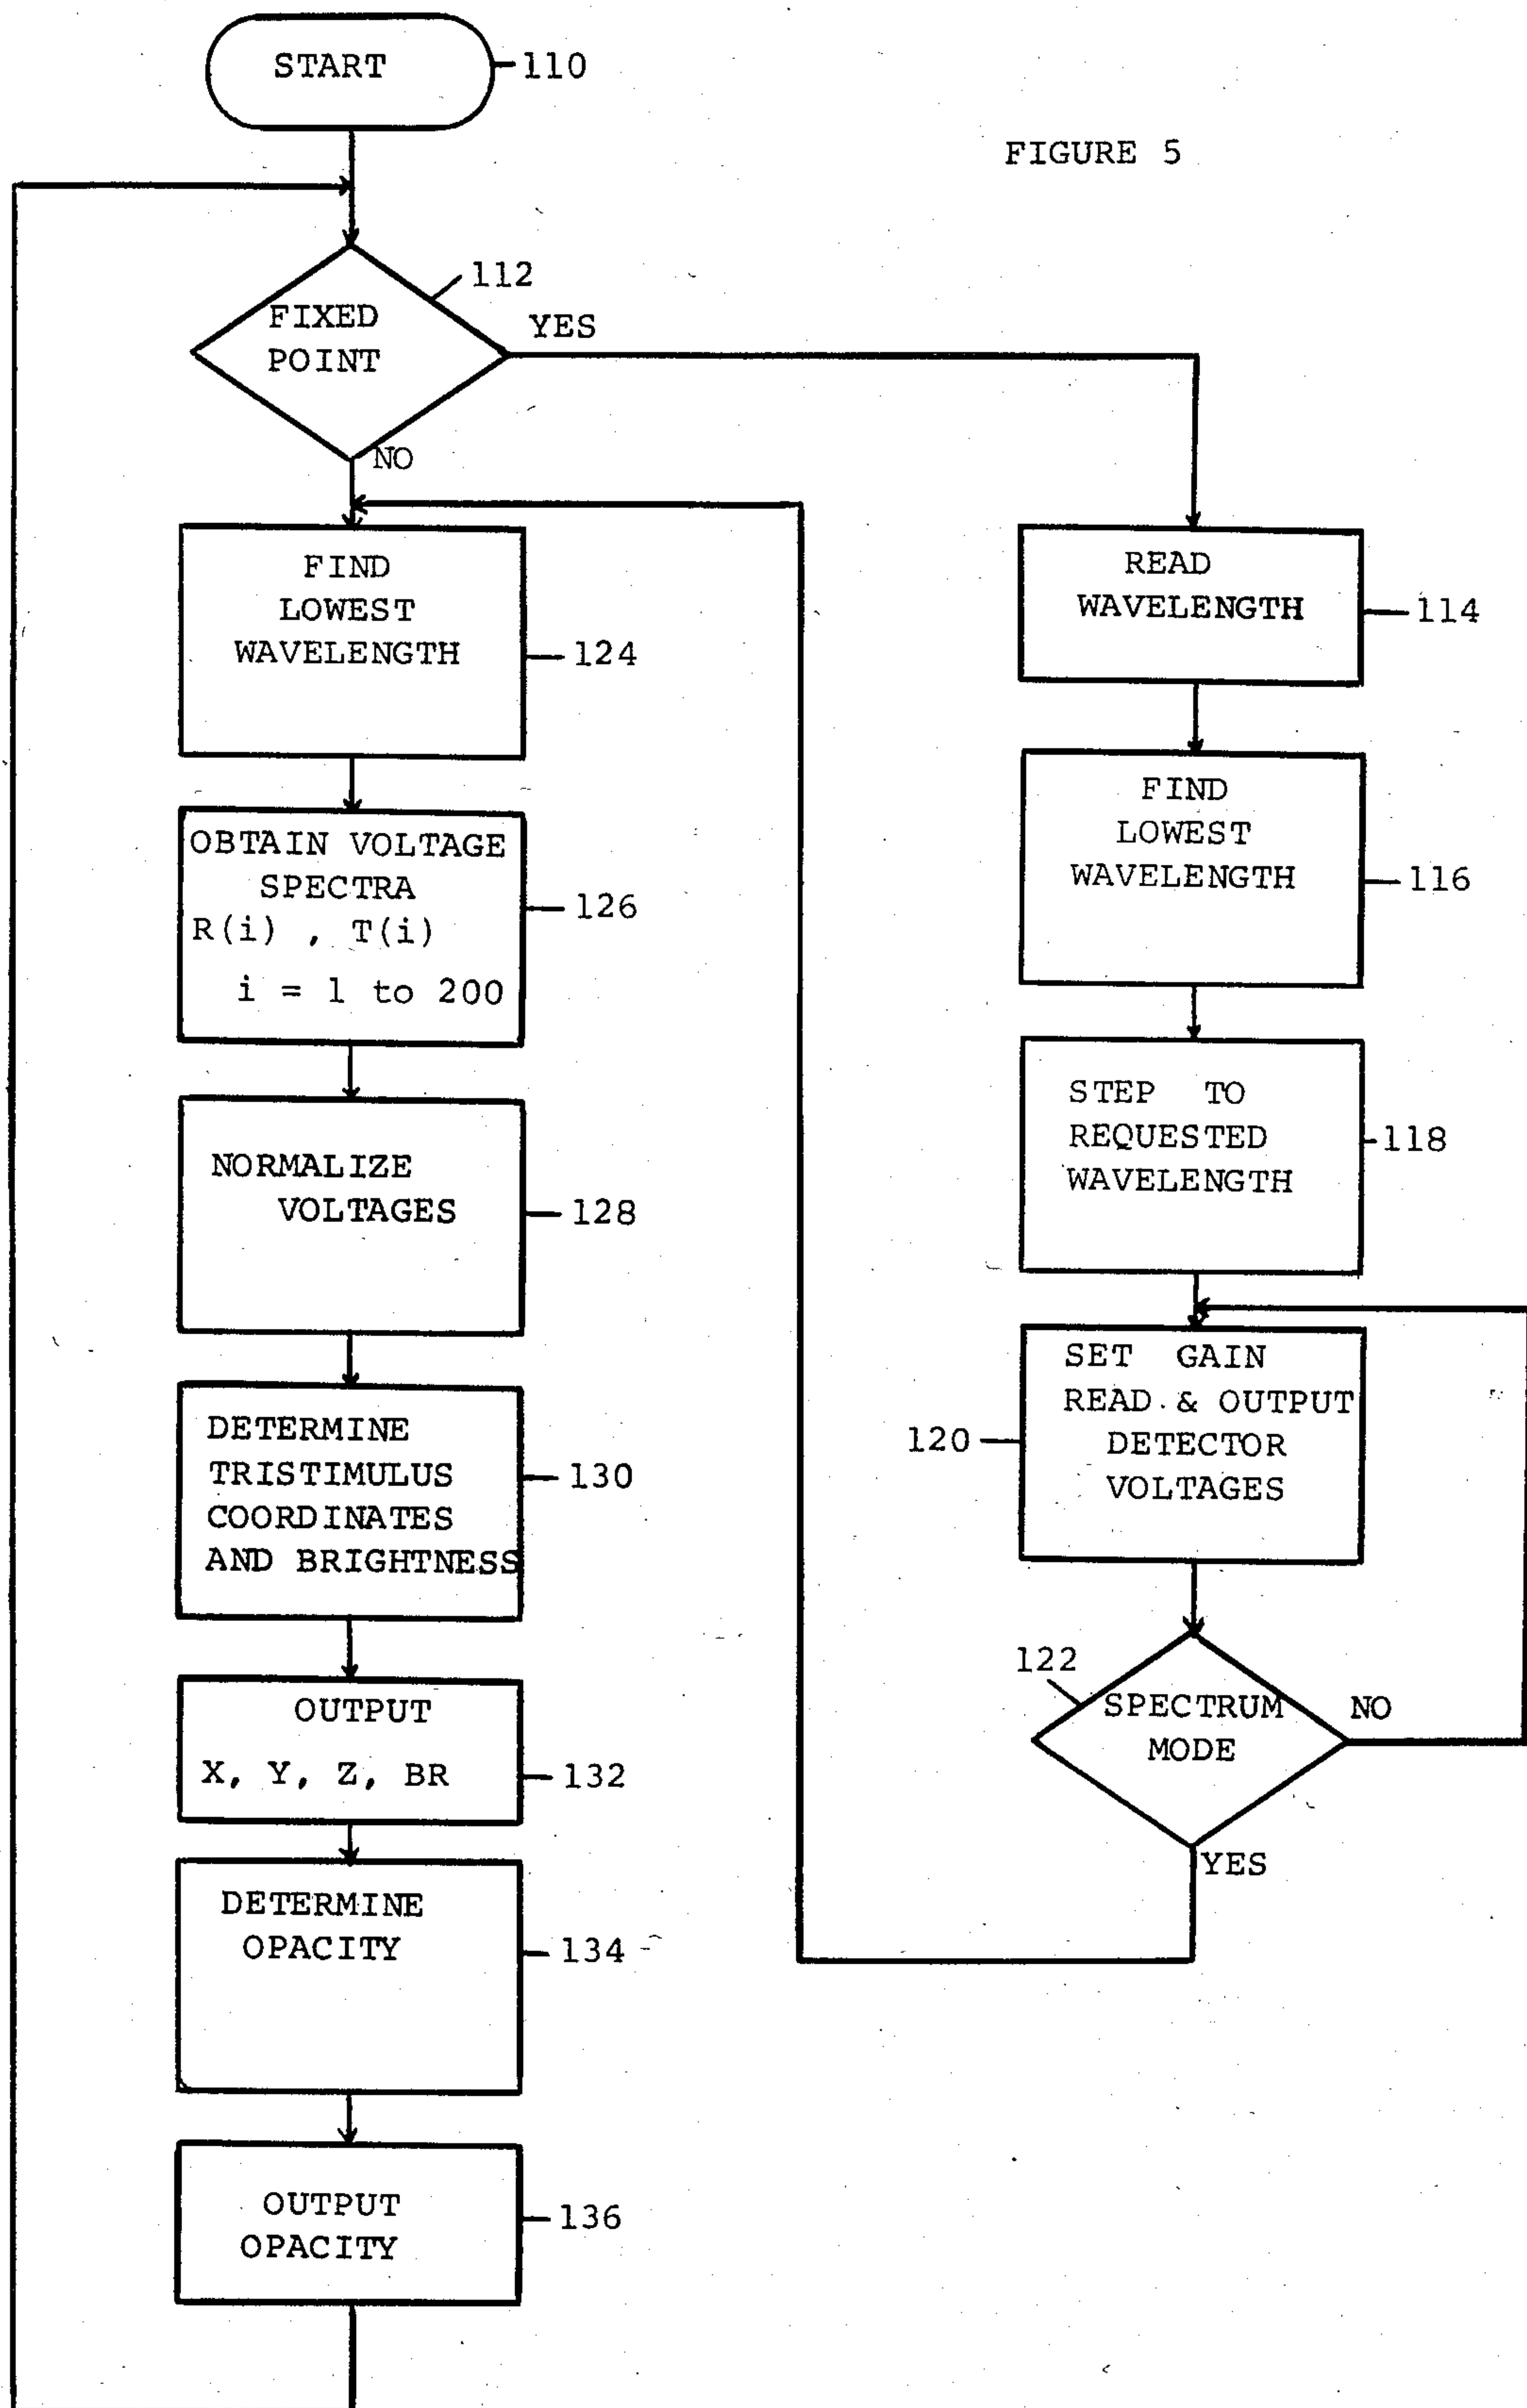 START
110
FIGURE 5
112
FIXED
POINT
YES
NO
FIND
LOWEST
WAVELENGTH
124
OBTAIN VOLTAGE
SPECTRA
R(i) , T(i)
i = 1 to 200
126
NORMALIZE
VOLTAGES
128
DETERMINE
TRISTIMULUS
COORDINATES
AND BRIGHTNESS
130
OUTPUT
X, Y, Z, BR
132
DETERMINE
OPACITY
134
OUTPUT
OPACITY
136
READ
WAVELENGTH
114
FIND
LOWEST
WAVELENGTH
116
STEP TO
REQUESTED
WAVELENGTH
118
SET GAIN
READ & OUTPUT
DETECTOR
VOLTAGES
120
122
SPECTRUM
MODE
NO
YES